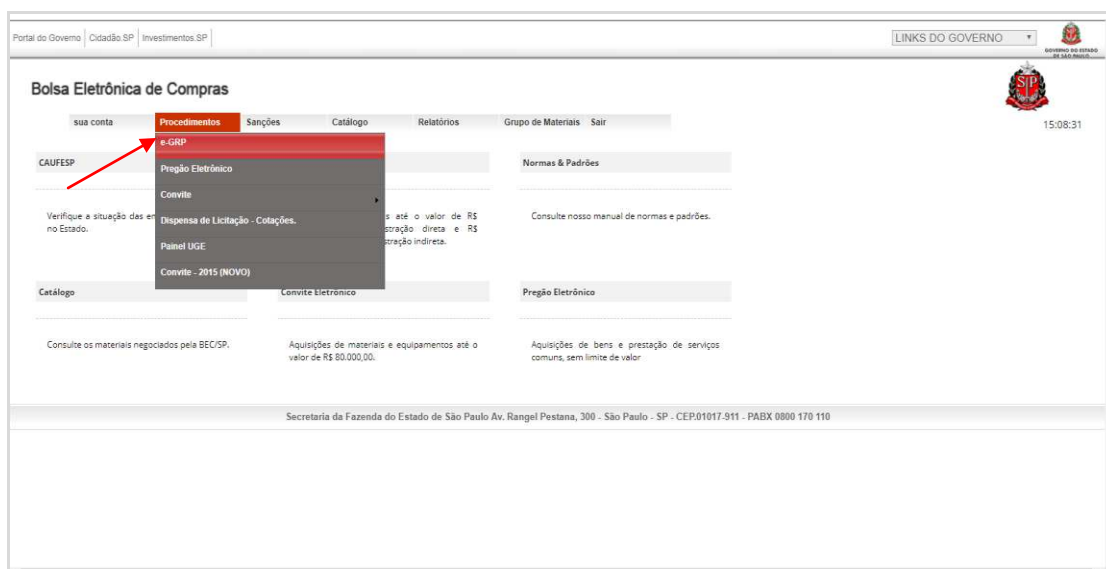 Portal do Governo Cidadão.SP Investimentos.SP
LINKS DO GOVERNO
GOVERNO DO ESTADO
DE SÃO PAULO
Bolsa Eletrônica de Compras
SP
15:08:31
sua conta Procedimentos Sanções Catálogo Relatórios Grupo de Materiais Sair
e-GRP
Pregão Eletrônico
Convite
Dispensa de Licitação - Cotações.
Painel UGE
Convite - 2015 (NOVO)
CAUFESP
Verifique a situação das
no Estado.
até o valor de R$
direta e R$
indireta.
Normas & Padrões
Consulte nosso manual de normas e padrões.
Catálogo
Consulte os materiais negociados pela BEC/SP.
Convite Eletrônico
Aquisições de materiais e equipamentos até o
valor de R$ 80.000,00.
Pregão Eletrônico
Aquisições de bens e prestação de serviços
comuns, sem limite de valor
Secretaria da Fazenda do Estado de São Paulo Av. Rangel Pestana, 300 - São Paulo - SP - CEP.01017-911 - PABX 0800 170 110